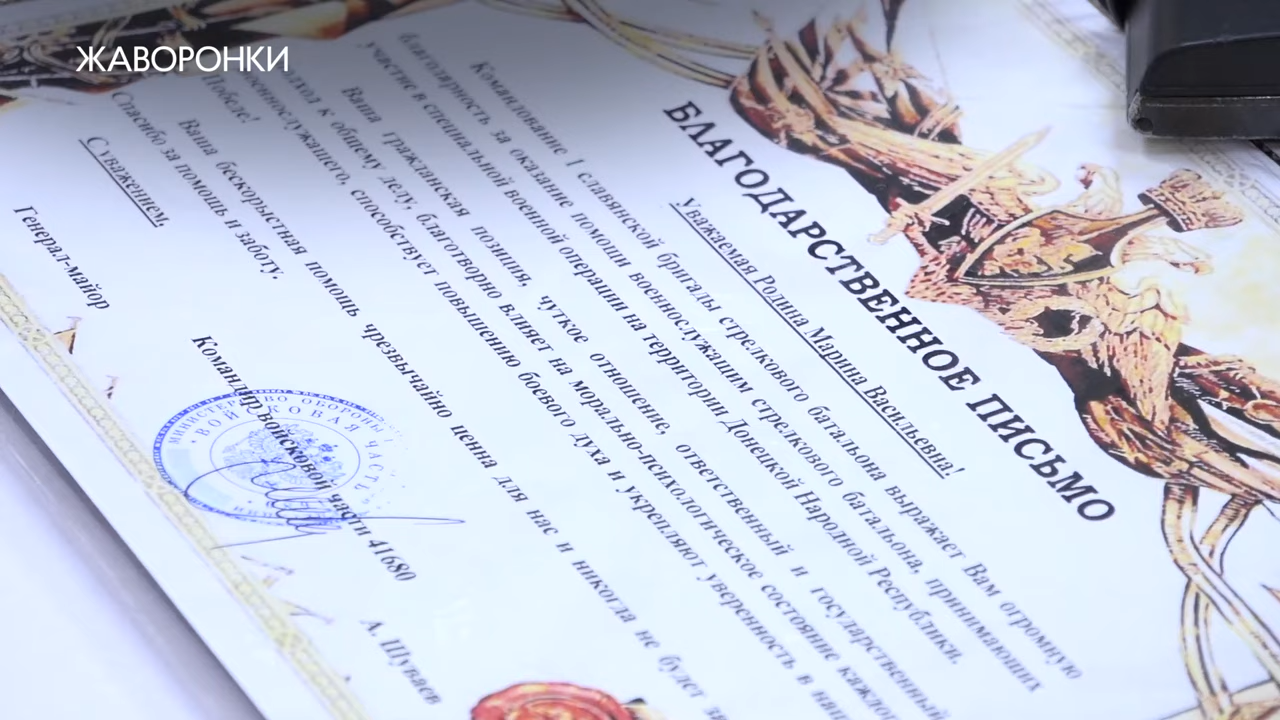 ЖАВОРОНКИ
БЛАГОДАРСТВЕННОЕ ПИСЬМО
Уважаемая Родина Марина Васильевна!
Командование 1 славянской бригады стрелкового батальона выражает Вам огромную
благодарность за оказание помощи военнослужащим стрелкового батальона, принимающих
участие в специальной военной операции на территории Донецкой Народной Республики.
Ваша гражданская позиция, чуткое отношение, ответственный и государственный
подход к общему делу, благотворно влияет на морально-психологическое состояние
военнослужащего, способствует повышению боевого духа и укрепляют уверенность в
Победе!
Ваша бескорыстная помощь чрезвычайно ценна для нас и никогда не будет
Спасибо за помощь и заботу.
С уважением,
Командир войсковой части 41680
Генерал-майор
А. Шуваев
МИНИСТЕРСТВО ОБОРОНЫ
ВОЙСКОВАЯ ЧАСТЬ